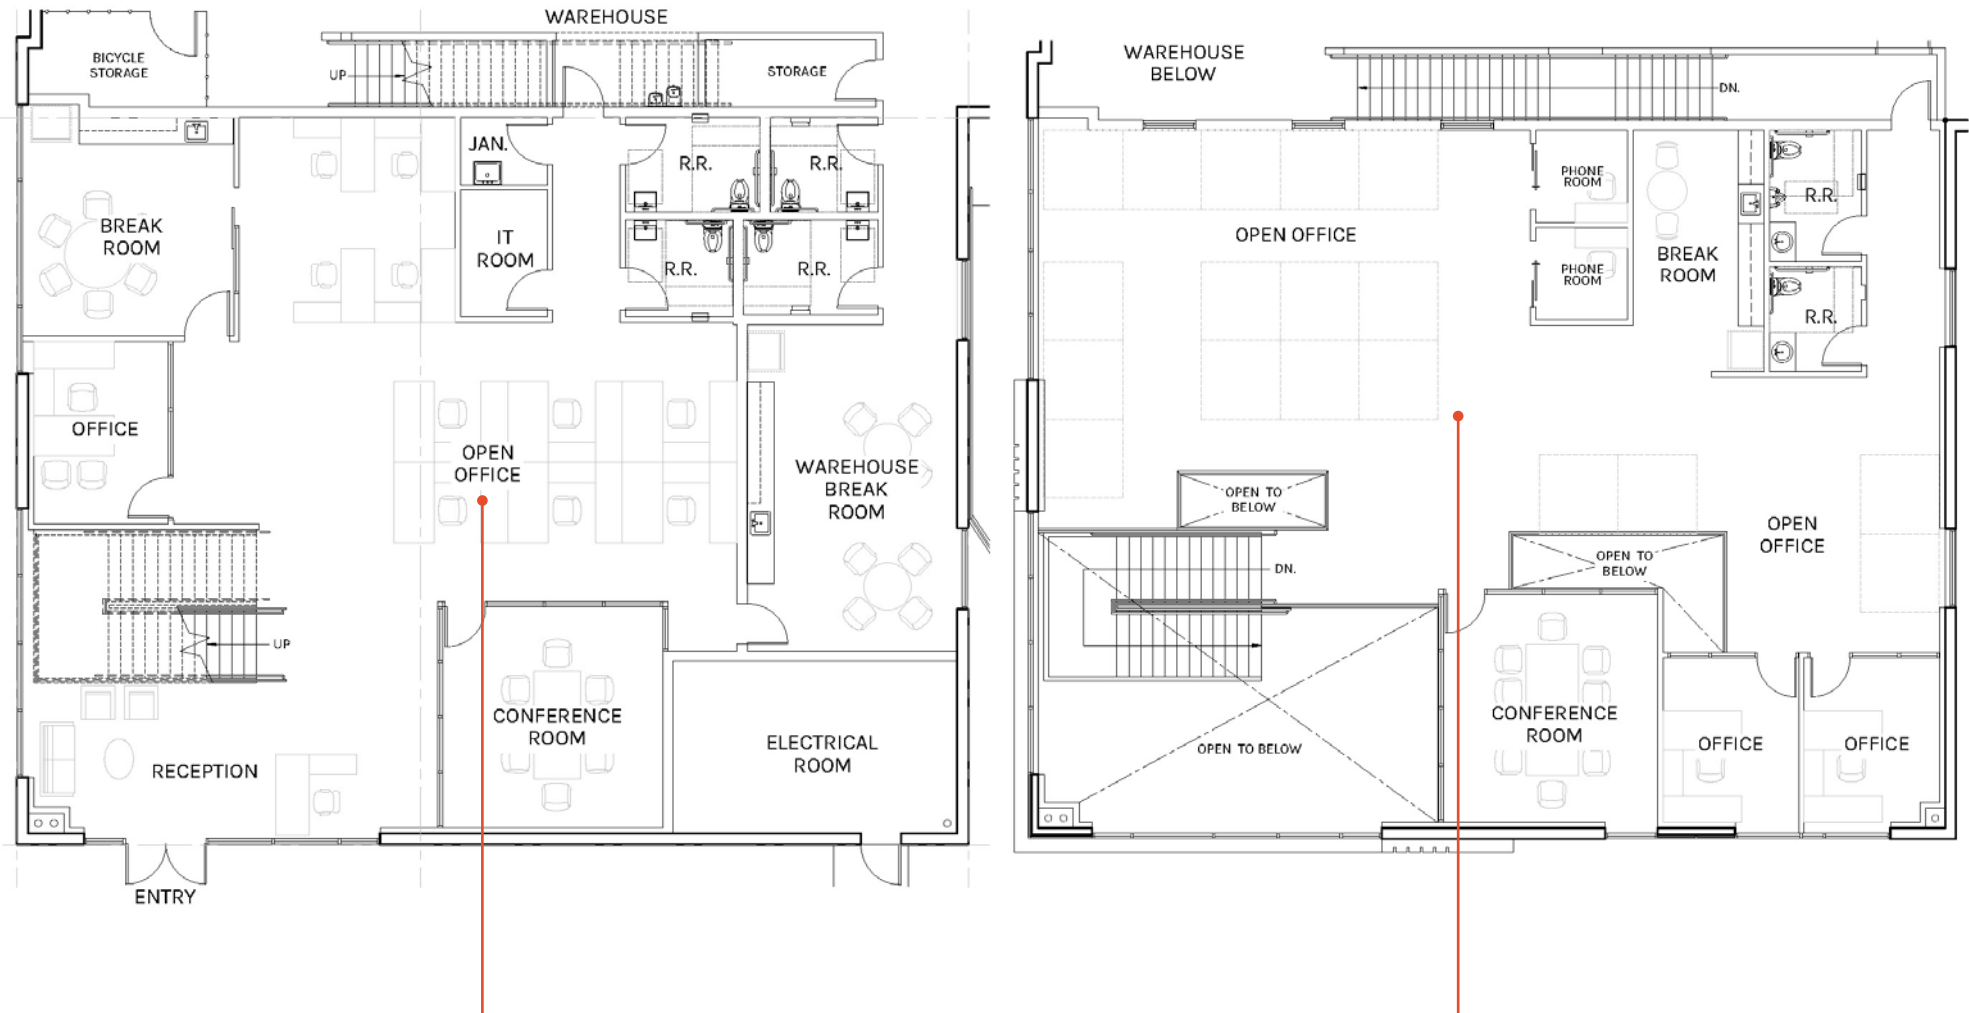 WAREHOUSE
BICYCLE
STORAGE
UP
STORAGE
JAN.
R.R.
R.R.
BREAK
ROOM
IT
ROOM
R.R.
R.R.
OFFICE
OPEN
OFFICE
WAREHOUSE
BREAK
ROOM
UP
CONFERENCE
ROOM
ELECTRICAL
ROOM
RECEPTION
ENTRY
WAREHOUSE
BELOW
DN.
PHONE
ROOM
R.R.
OPEN OFFICE
BREAK
ROOM
PHONE
ROOM
R.R.
OPEN TO
BELOW
OPEN
OFFICE
OPEN TO
BELOW
DN.
CONFERENCE
ROOM
OPEN TO BELOW
OFFICE
OFFICE